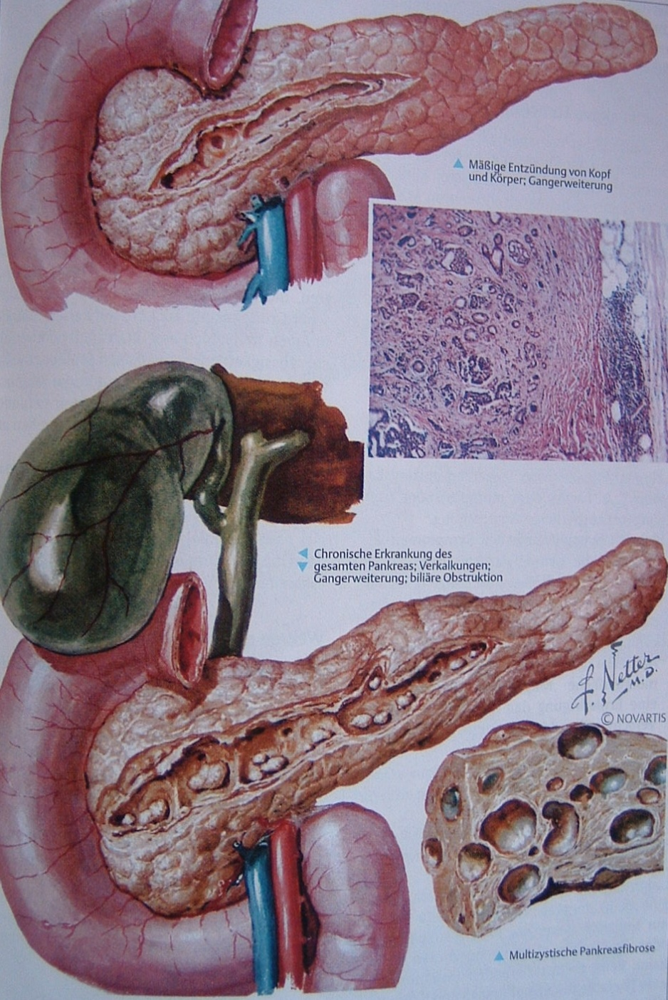 Mäßige Entzündung von Kopf
und Körper; Gangerweiterung
Chronische Erkrankung des
gesamten Pankreas; Verkalkungen;
Gangerweiterung; biliäre Obstruktion
F. Netter
M.D.
© NOVARTIS
Multizystische Pankreasfibrose